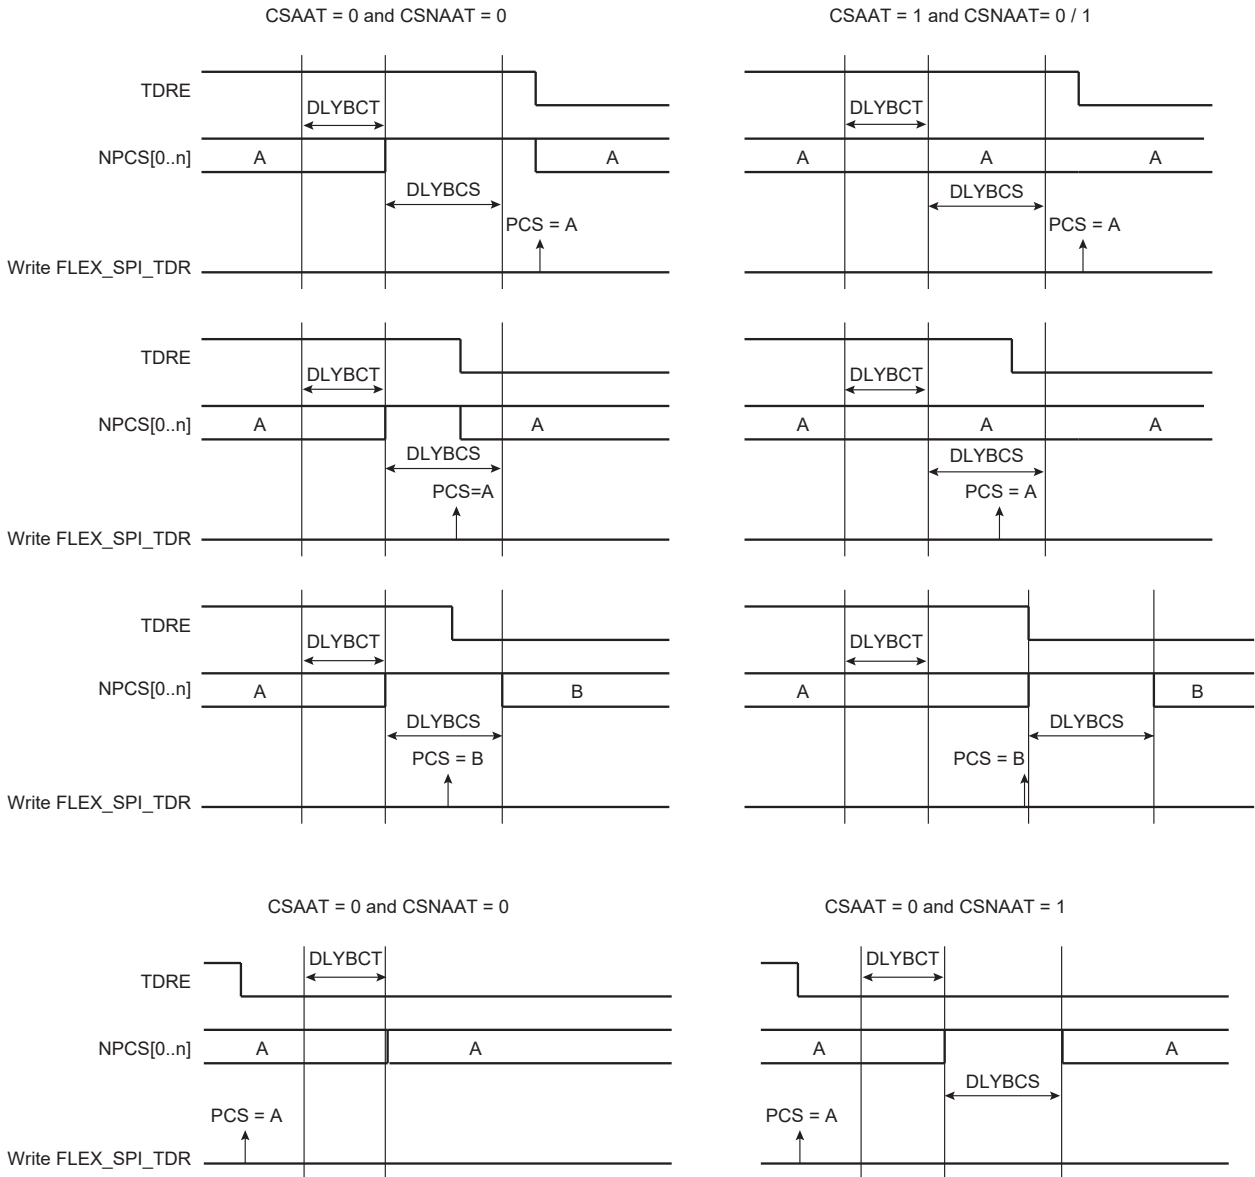 CSAAT = 0 and CSNAAT = 0
CSAAT = 1 and CSNAAT= 0 / 1
TDRE
DLYBCT
DLYBCT
NPCS[0..n]
A
A
A
A
A
DLYBCS
DLYBCS
PCS = A
PCS = A
Write FLEX_SPI_TDR
TDRE
DLYBCT
DLYBCT
NPCS[0..n]
A
A
A
A
A
DLYBCS
DLYBCS
PCS=A
PCS = A
Write FLEX_SPI_TDR
TDRE
DLYBCT
DLYBCT
NPCS[0..n]
A
B
A
B
DLYBCS
DLYBCS
PCS = B
PCS = B
Write FLEX_SPI_TDR
CSAAT = 0 and CSNAAT = 0
CSAAT = 0 and CSNAAT = 1
DLYBCT
DLYBCT
TDRE
NPCS[0..n]
A
A
A
A
DLYBCS
PCS = A
PCS = A
Write FLEX_SPI_TDR